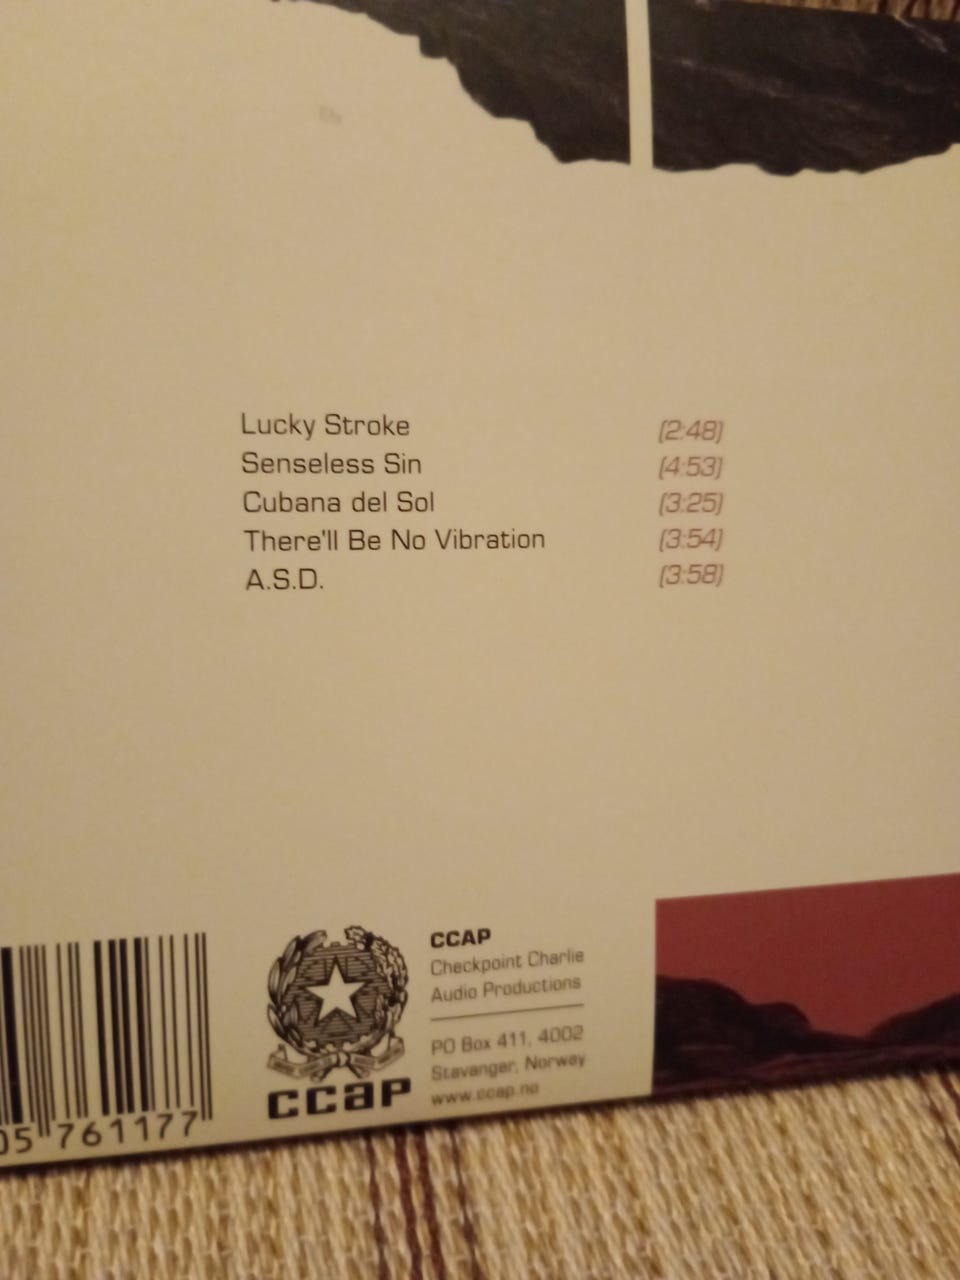 Lucky Stroke (2:48)
Senseless Sin (4:53)
Cubana del Sol (3:25)
There'll Be No Vibration (3:54)
A.S.D. (3:58)
05 761177
ccap
CCAP
Checkpoint Charlie
Audio Productions
PO Box 411, 4002
Stavanger, Norway
www.ccap.no